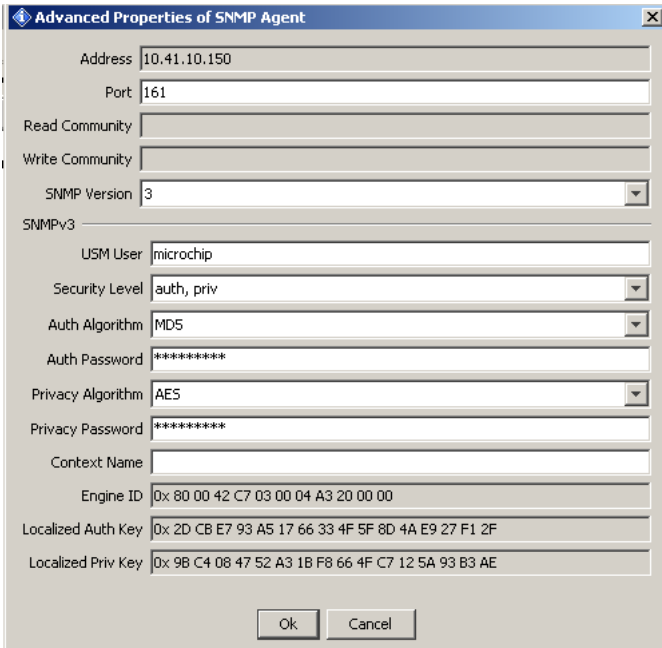 Advanced Properties of SNMP Agent
Address 10.41.10.150
Port 161
Read Community
Write Community
SNMP Version 3
SNMPv3
USM User microchip
Security Level auth, priv
Auth Algorithm MD5
Auth Password *********
Privacy Algorithm AES
Privacy Password *********
Context Name
Engine ID 0x 80 00 42 C7 03 00 04 A3 20 00 00
Localized Auth Key 0x 2D CB E7 93 A5 17 66 33 4F 5F 8D 4A E9 27 F1 2F
Localized Priv Key 0x 9B C4 08 47 52 A3 1B F8 66 4F C7 12 5A 93 B3 AE
Ok Cancel